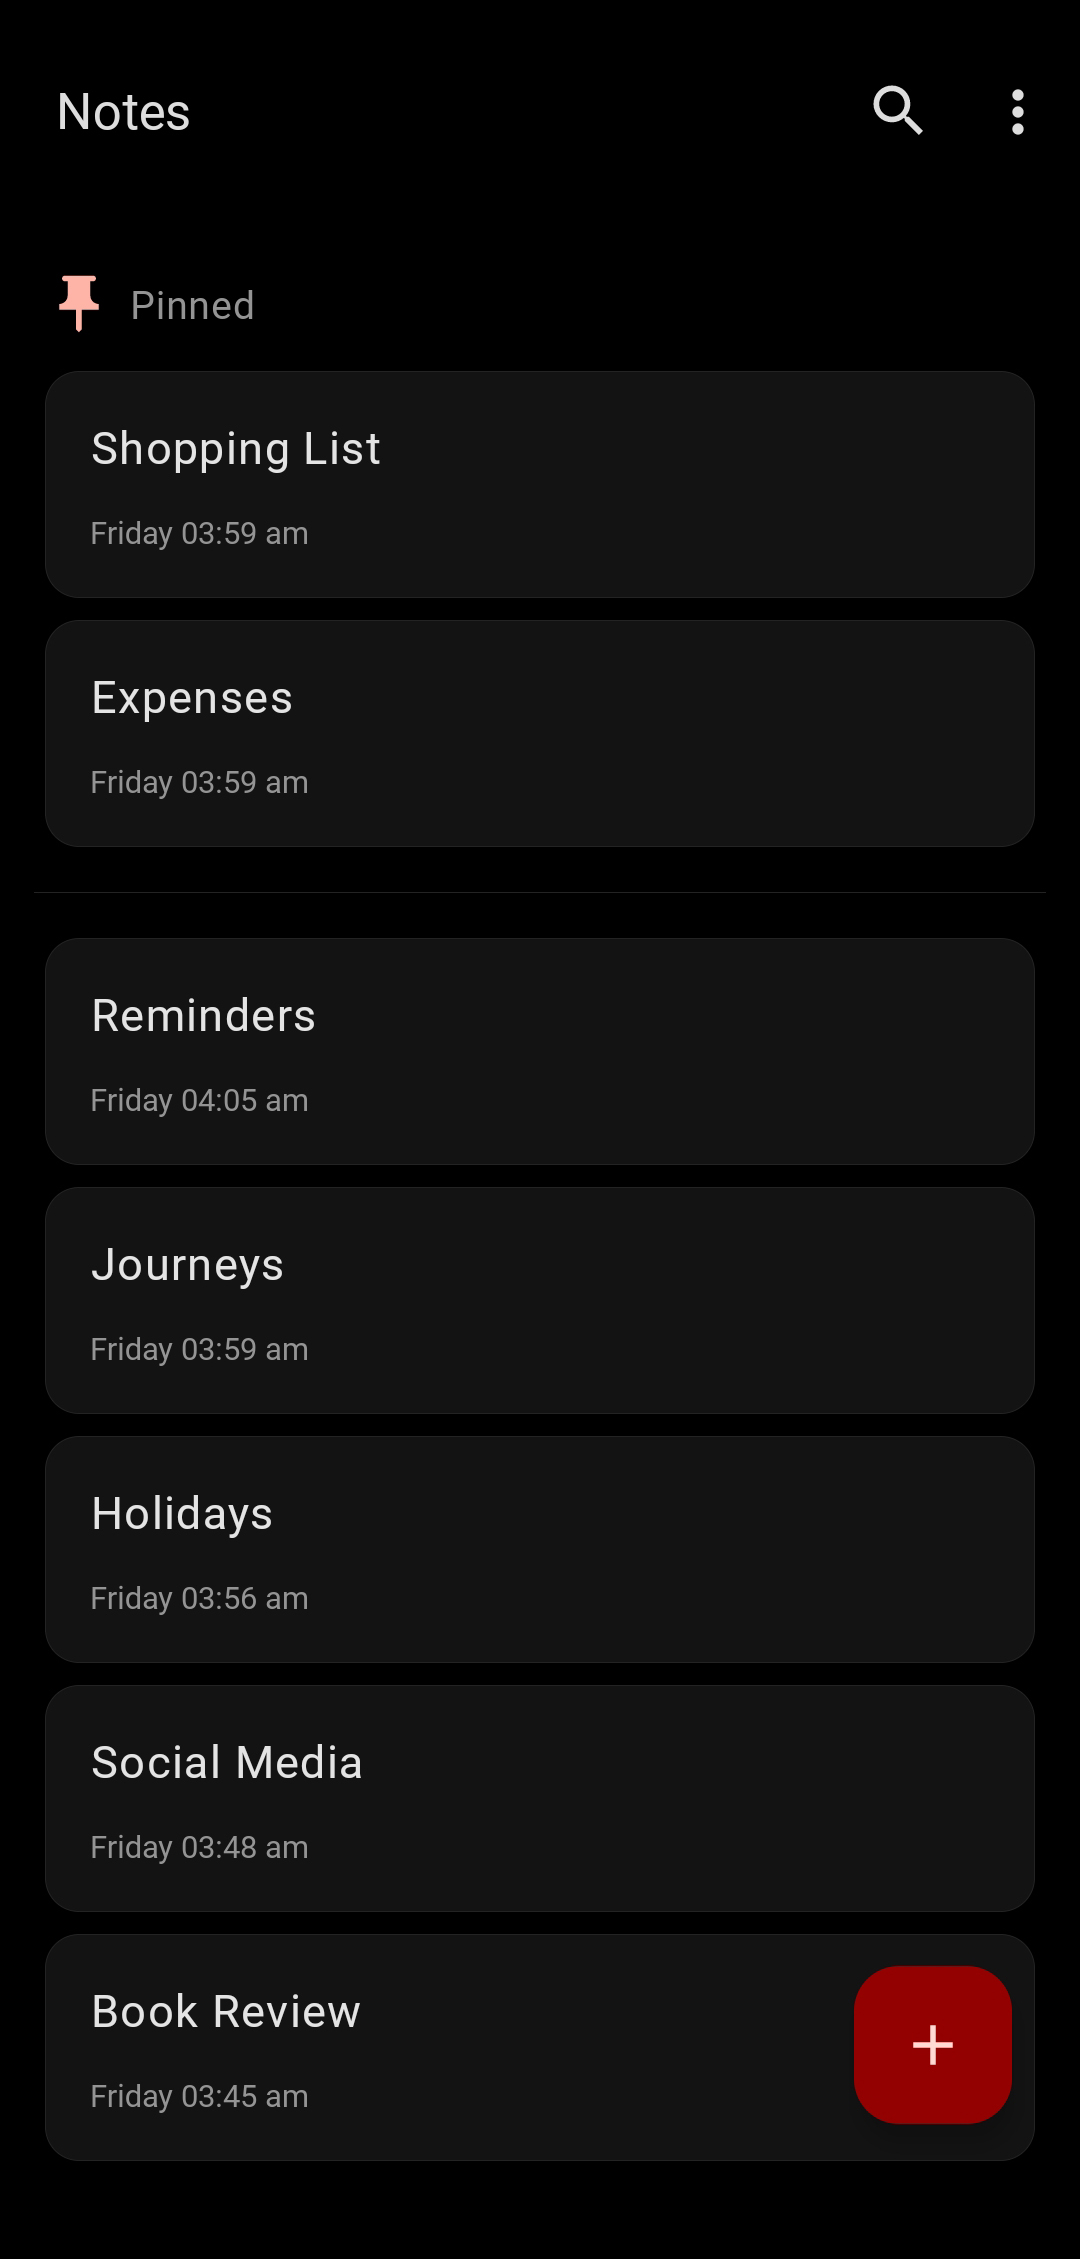 Notes
Pinned
Shopping List
Friday 03:59 am
Expenses
Friday 03:59 am
Reminders
Friday 04:05 am
Journeys
Friday 03:59 am
Holidays
Friday 03:56 am
Social Media
Friday 03:48 am
Book Review
Friday 03:45 am